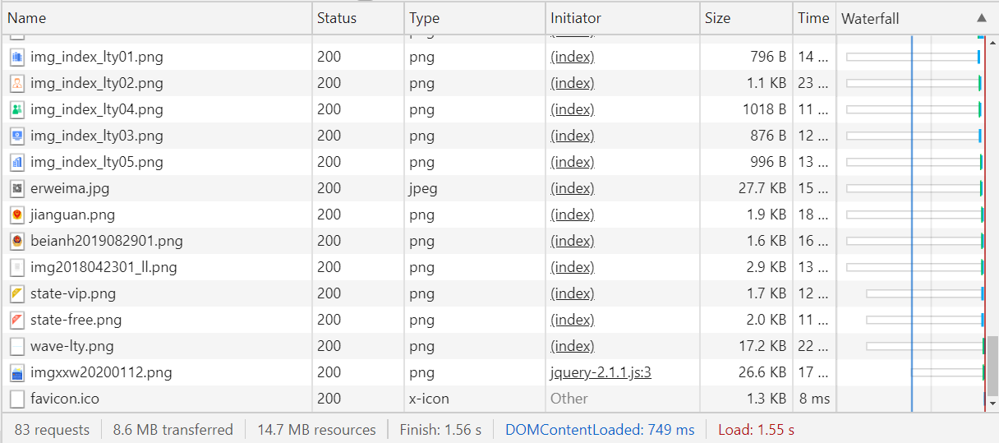 Name Status Type Initiator Size Time Waterfall
(index)
img_index_lty01.png 200 png (index) 796 B 14 ...
img_index_lty02.png 200 png (index) 1.1 KB 23 ...
img_index_lty04.png 200 png (index) 1018 B 11 ...
img_index_lty03.png 200 png (index) 876 B 12 ...
img_index_lty05.png 200 png (index) 996 B 13 ...
erweima.jpg 200 jpeg (index) 27.7 KB 15 ...
jianguan.png 200 png (index) 1.9 KB 18 ...
beianh2019082901.png 200 png (index) 1.6 KB 16 ...
img2018042301_ll.png 200 png (index) 2.9 KB 13 ...
state-vip.png 200 png (index) 1.7 KB 12 ...
state-free.png 200 png (index) 2.0 KB 11 ...
wave-lty.png 200 png (index) 17.2 KB 22 ...
imgxxw20200112.png 200 png jquery-2.1.1.js:3 26.6 KB 17 ...
favicon.ico 200 x-icon Other 1.3 KB 8 ms
83 requests 8.6 MB transferred 14.7 MB resources Finish: 1.56 s DOMContentLoaded: 749 ms Load: 1.55 s